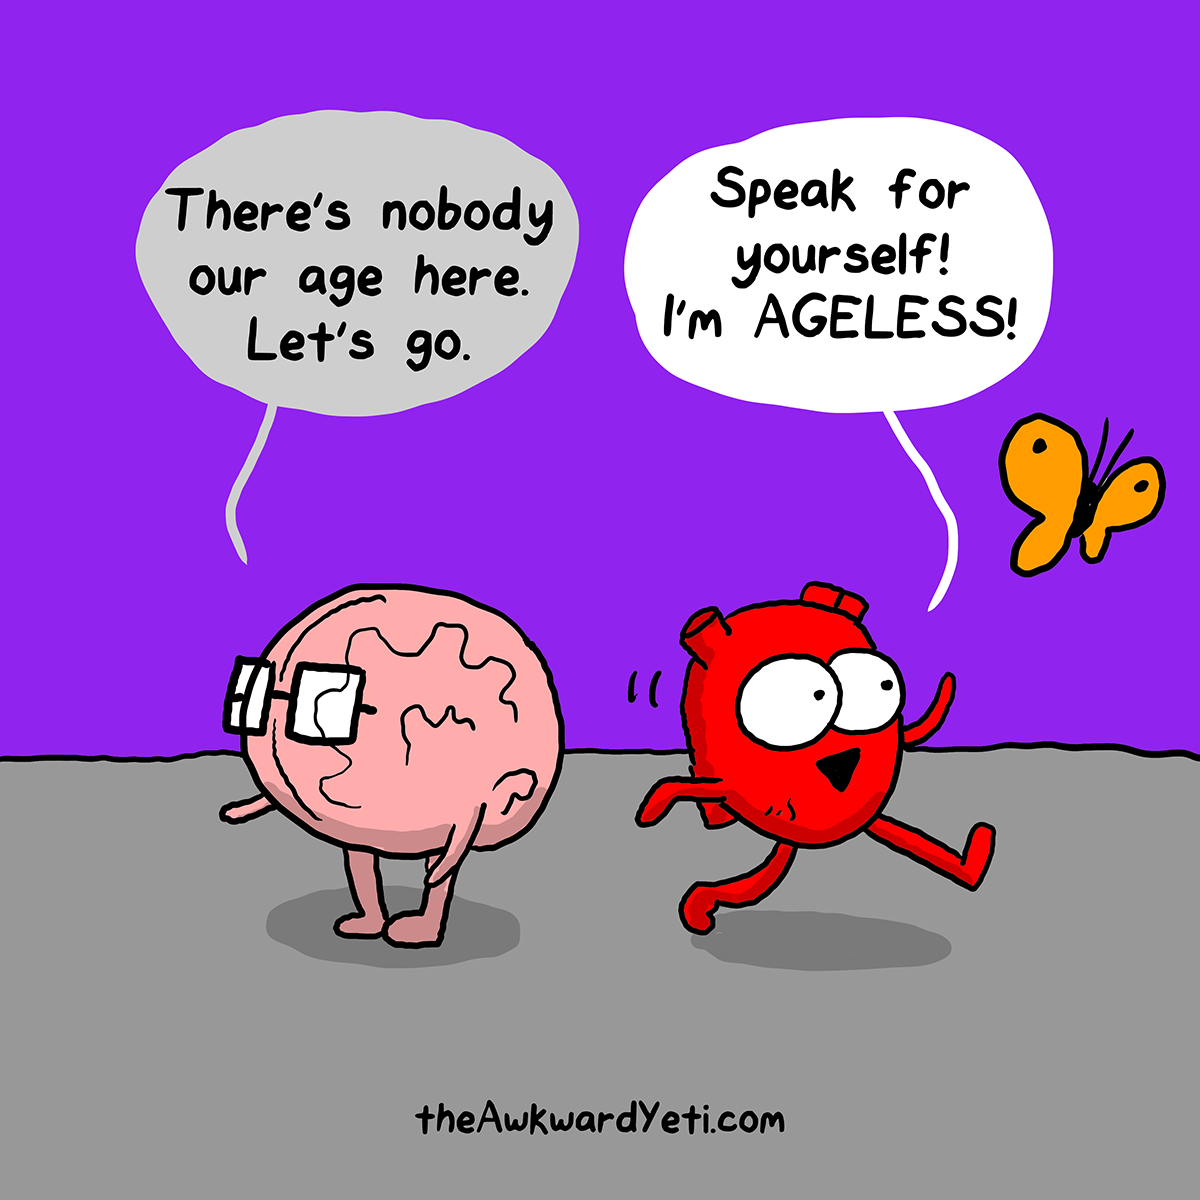 There's nobody
our age here.
Let's go.
Speak for
yourself!
I'm AGELESS!
theAwkwardYeti.com